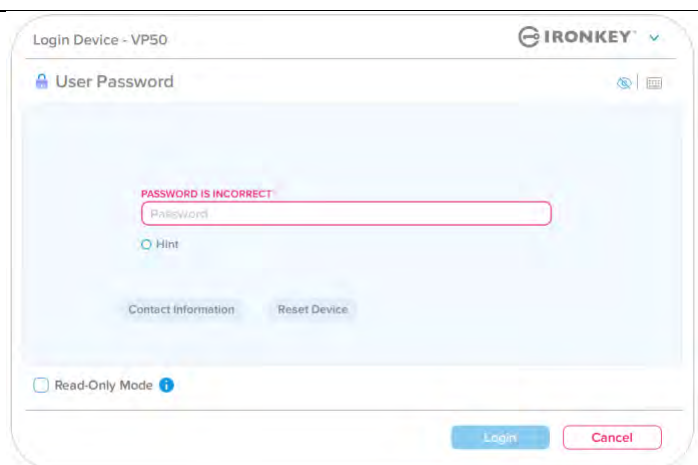 Login Device - VP50
IRONKEY
User Password
PASSWORD IS INCORRECT
Password
Hint
Contact Information
Reset Device
Read-Only Mode
Login
Cancel